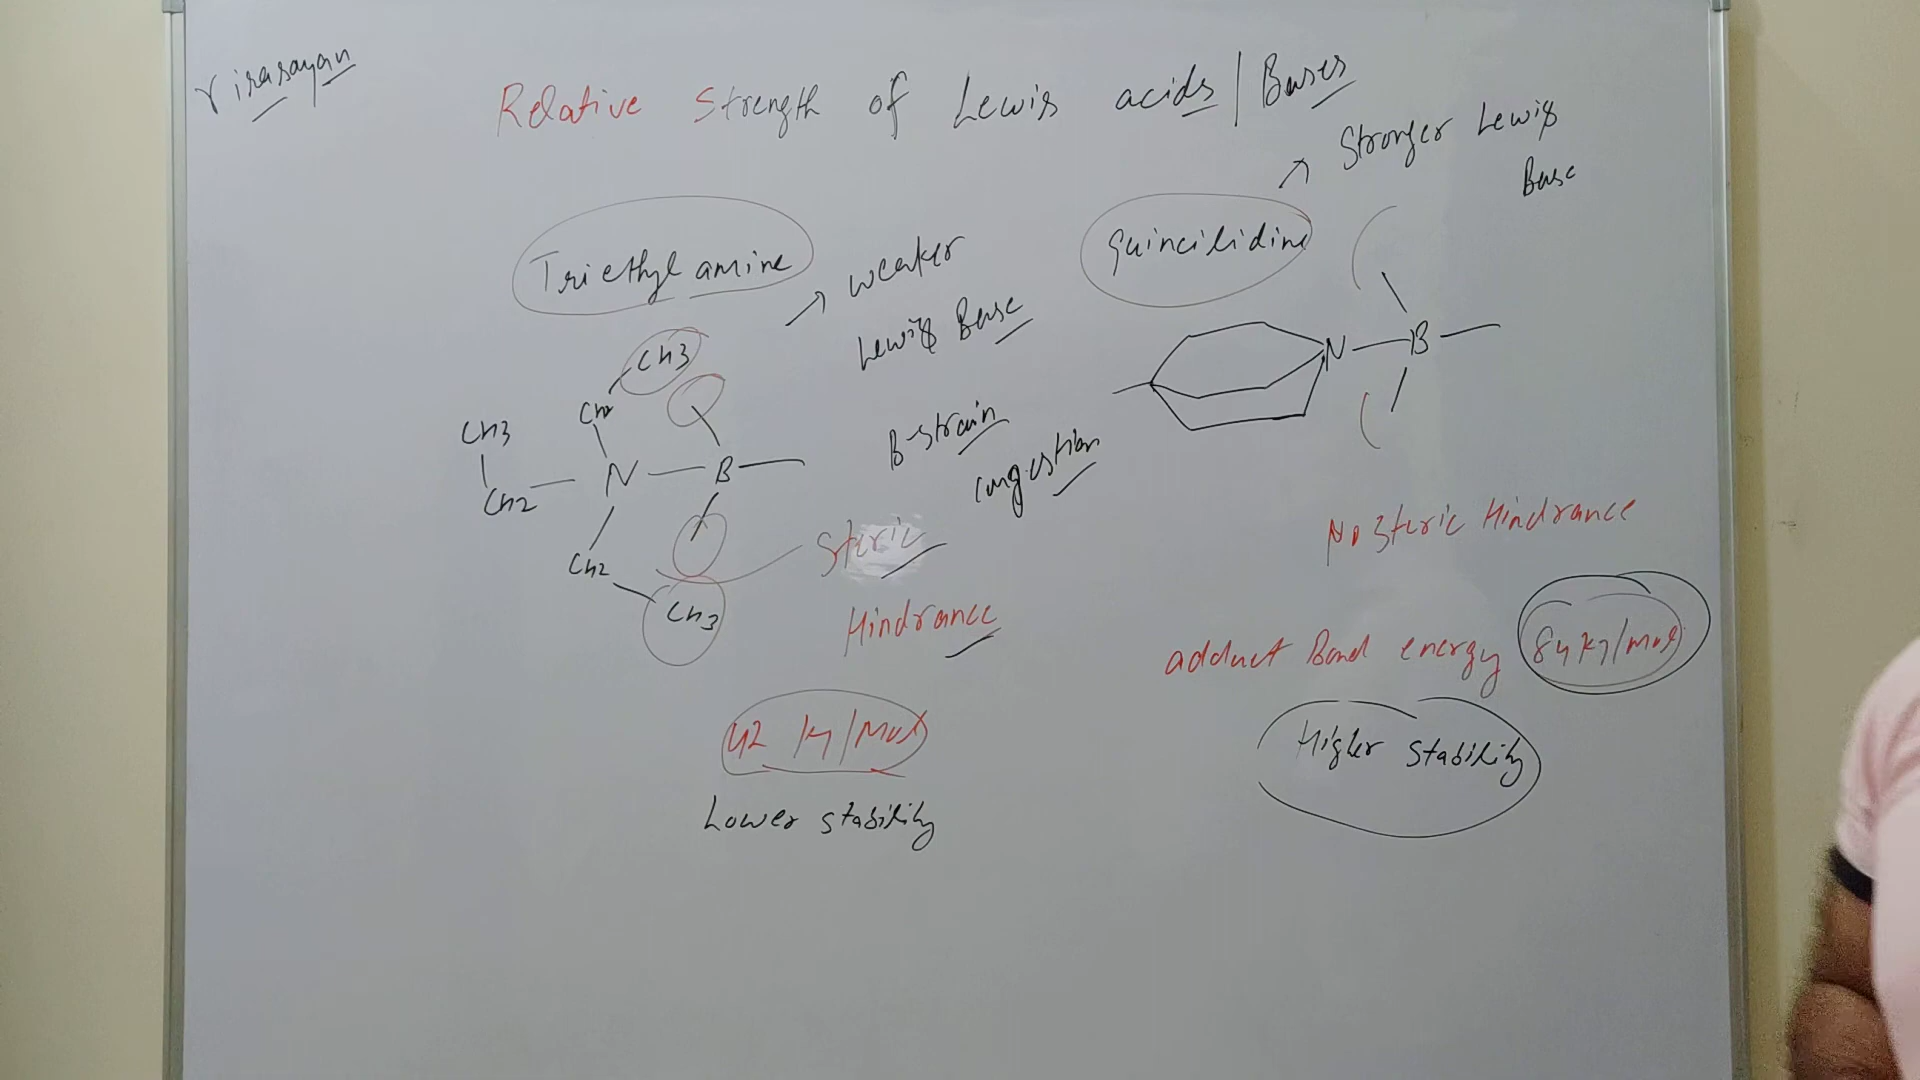 Virasayan
Relative Strength of Lewis acids | Bases
Stronger Lewis
Base
Triethyl amine
weaker
Lewis Base
Quincilidine
CH3
CH2
CH3
CH2
N
B
CH2
CH3
N
B
B-strain
Congestion
Steric
Hindrance
No Steric Hindrance
adduct Bond energy 84 KJ/mol
42 KJ/mol
Lower stability
Higher stability